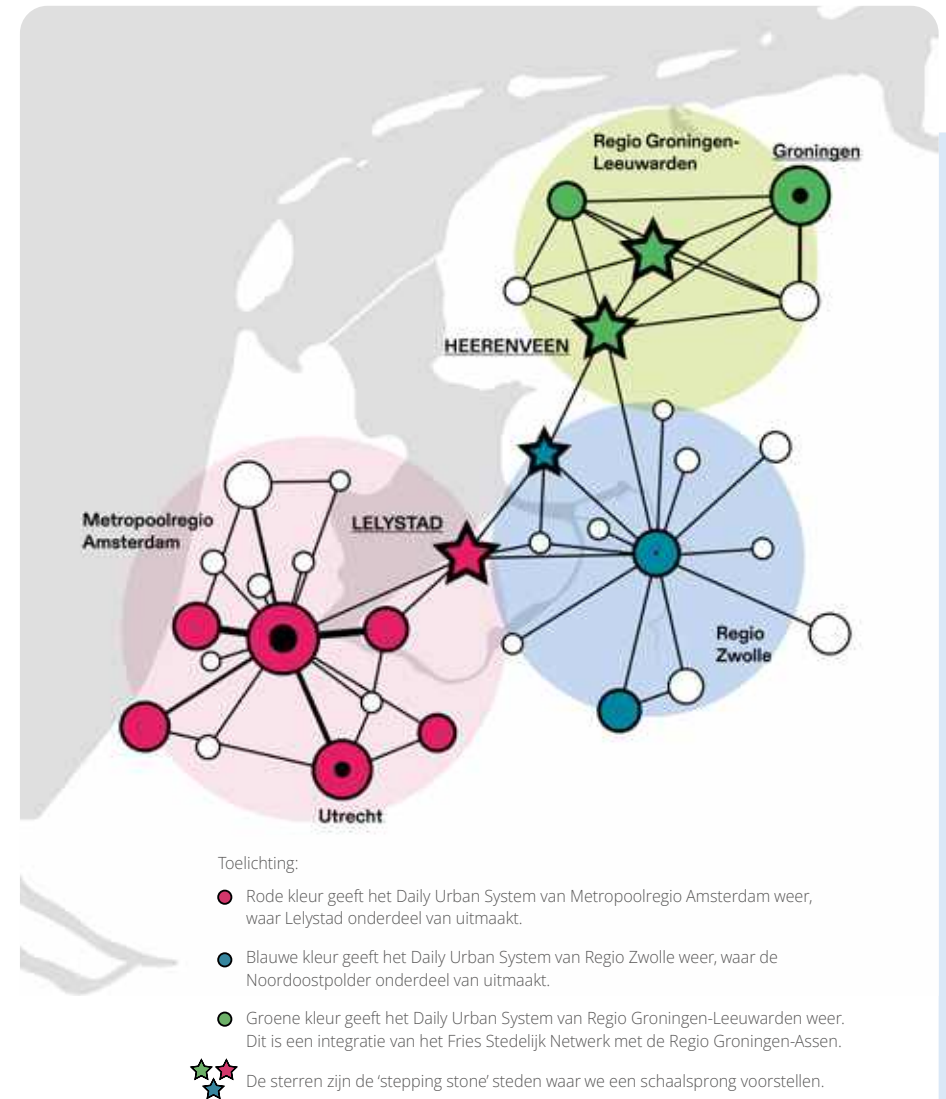 Regio Groningen-
Leeuwarden
Groningen
HEERENVEEN
Metropoolregio
Amsterdam
LELYSTAD
Regio
Zwolle
Utrecht
Toelichting:
Rode kleur geeft het Daily Urban System van Metropoolregio Amsterdam weer,
waar Lelystad onderdeel van uitmaakt.
Blauwe kleur geeft het Daily Urban System van Regio Zwolle weer, waar de
Noordoostpolder onderdeel van uitmaakt.
Groene kleur geeft het Daily Urban System van Regio Groningen-Leeuwarden weer.
Dit is een integratie van het Fries Stedelijk Netwerk met de Regio Groningen-Assen.
De sterren zijn de ‘stepping stone’ steden waar we een schaalsprong voorstellen.